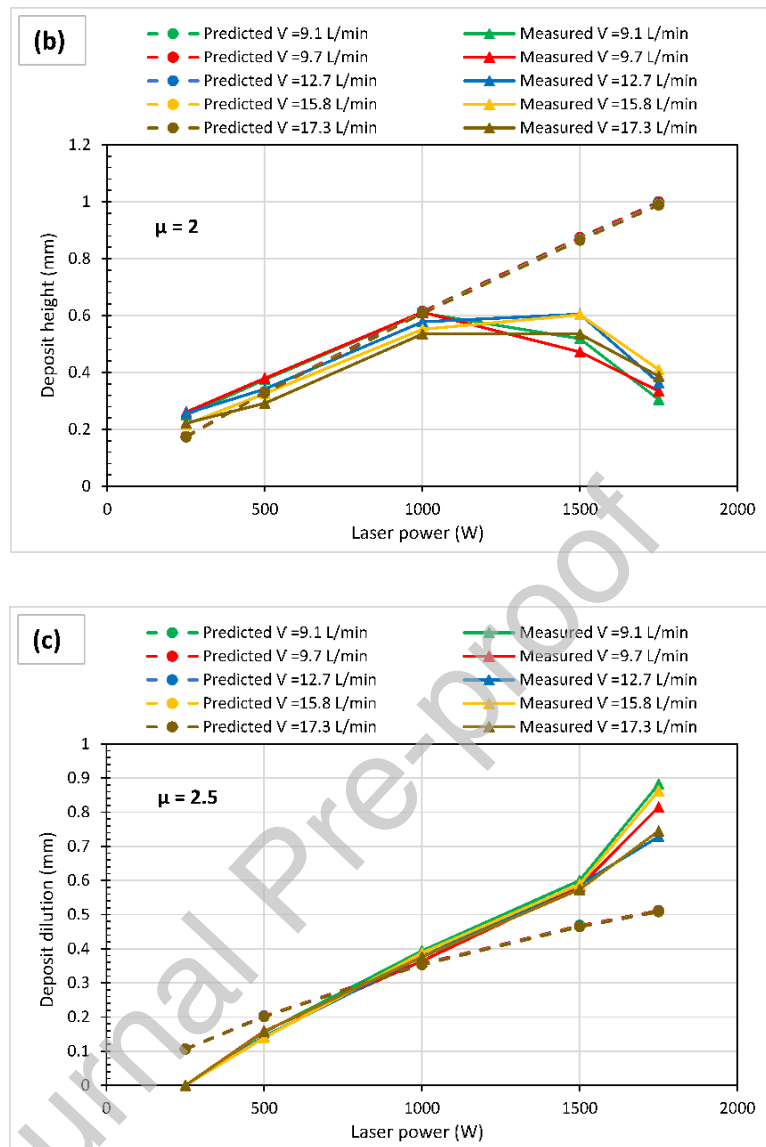 (b)
Predicted V =9.1 L/min Measured V =9.1 L/min
Predicted V =9.7 L/min Measured V =9.7 L/min
Predicted V =12.7 L/min Measured V =12.7 L/min
Predicted V =15.8 L/min Measured V =15.8 L/min
Predicted V =17.3 L/min Measured V =17.3 L/min
1.2
1
0.8
0.6
0.4
0.2
0
Deposit height (mm)
μ = 2
0 500 1000 1500 2000
Laser power (W)
(c)
Predicted V =9.1 L/min Measured V =9.1 L/min
Predicted V =9.7 L/min Measured V =9.7 L/min
Predicted V =12.7 L/min Measured V =12.7 L/min
Predicted V =15.8 L/min Measured V =15.8 L/min
Predicted V =17.3 L/min Measured V =17.3 L/min
1
0.9
0.8
0.7
0.6
0.5
0.4
0.3
0.2
0.1
0
Deposit dilution (mm)
μ = 2.5
0 500 1000 1500 2000
Laser power (W)
urnal Pre-proof